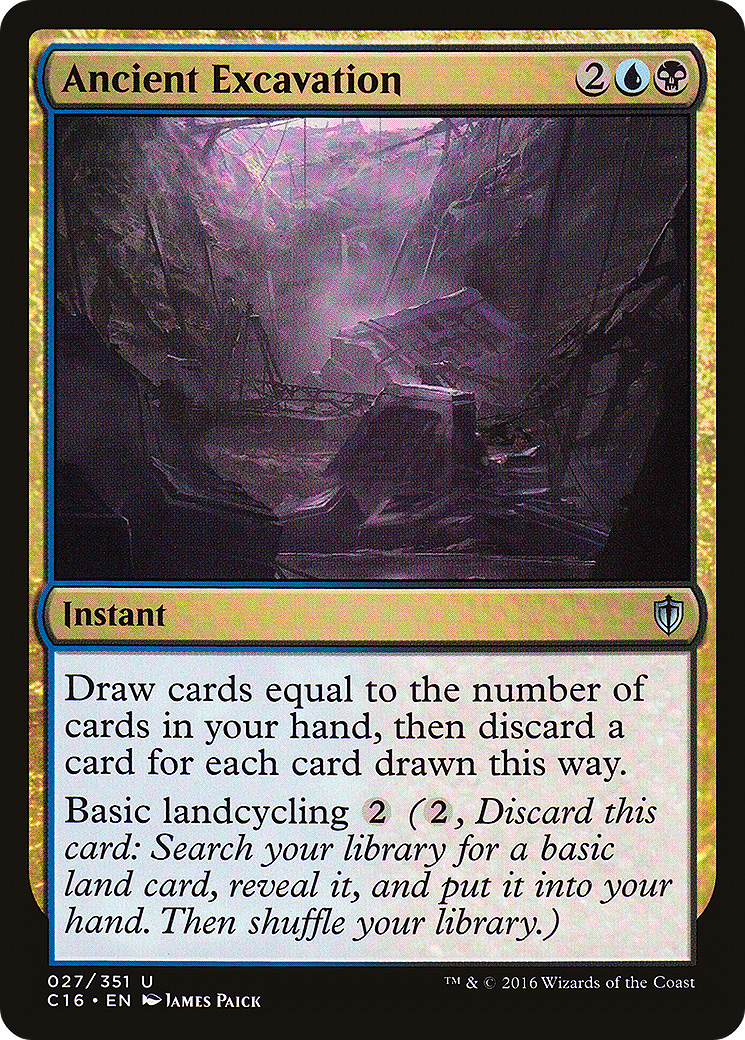 Ancient Excavation 2
Instant
Draw cards equal to the number of
cards in your hand, then discard a
card for each card drawn this way.
Basic landcycling 2 (2, Discard this
card: Search your library for a basic
land card, reveal it, and put it into your
hand. Then shuffle your library.)
027/351 U
™ & © 2016 Wizards of the Coast
C16 • EN James Paick